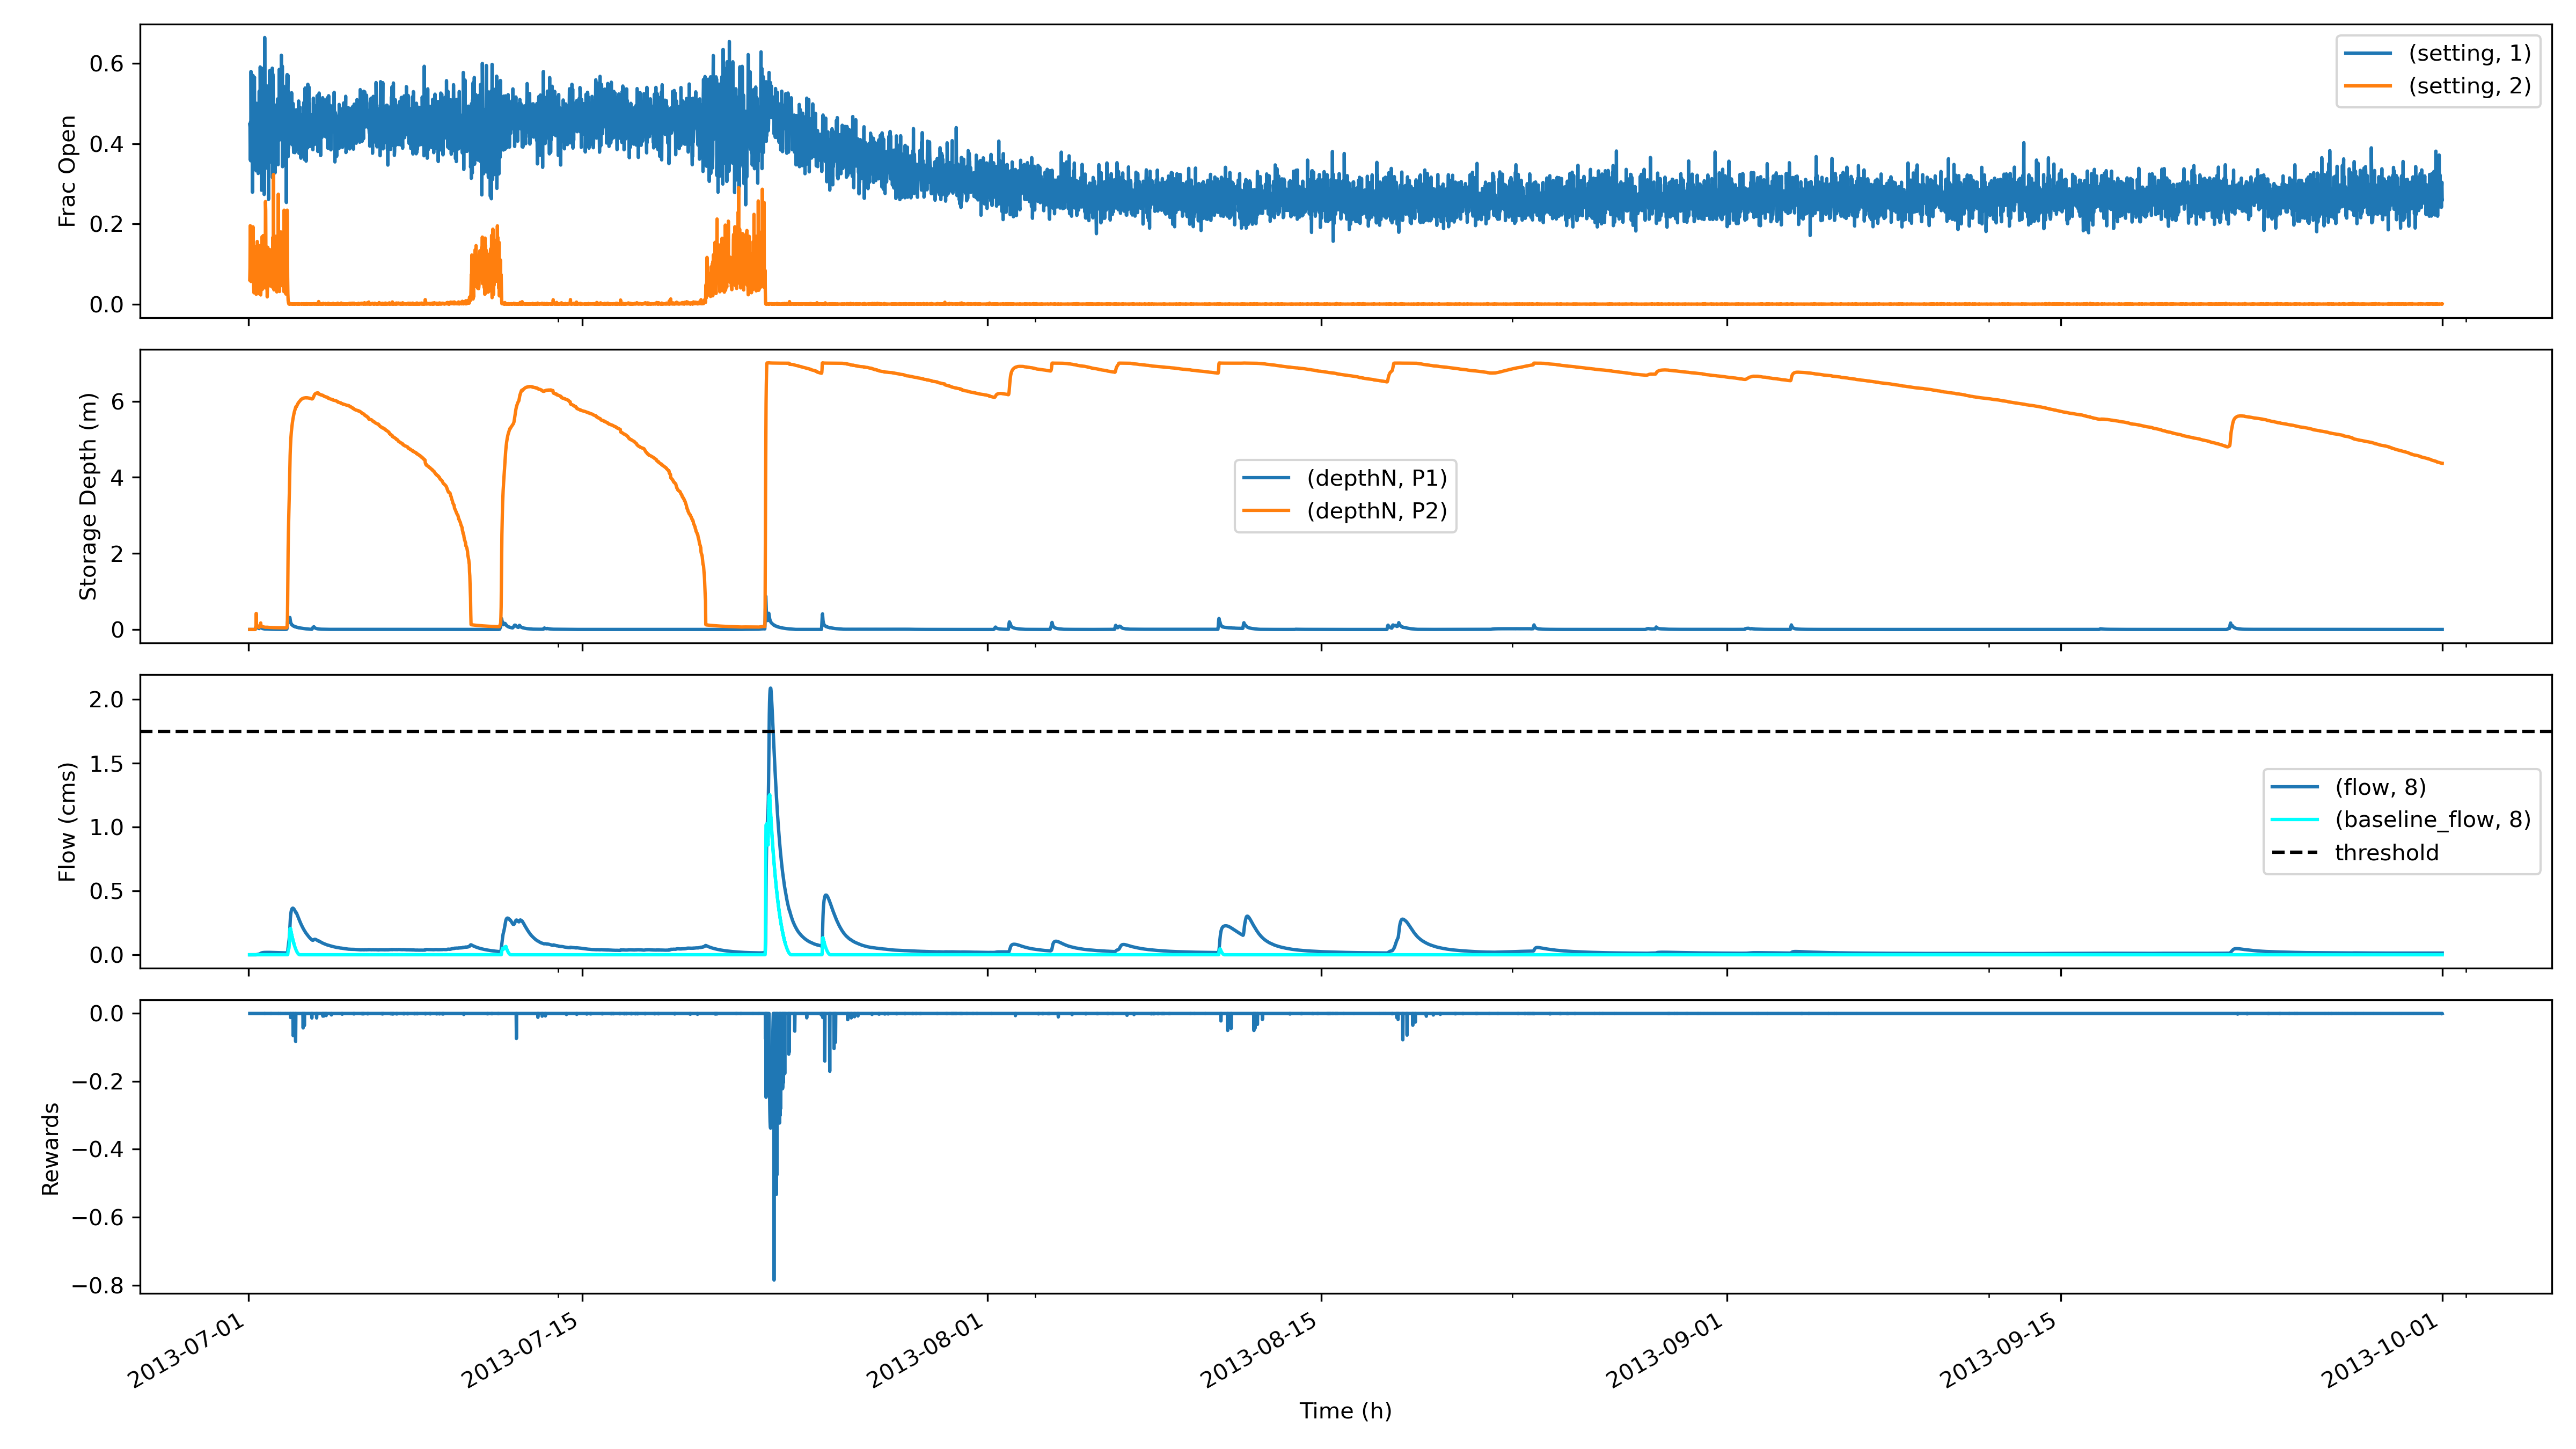 0.6
0.4
0.2
0.0
Frac Open
(setting, 1)
(setting, 2)
6
4
2
0
Storage Depth (m)
(depthN, P1)
(depthN, P2)
2.0
1.5
1.0
0.5
0.0
Flow (cms)
(flow, 8)
(baseline_flow, 8)
threshold
0.0
−0.2
−0.4
−0.6
−0.8
Rewards
2013-07-01
2013-07-15
2013-08-01
2013-08-15
2013-09-01
2013-09-15
2013-10-01
Time (h)